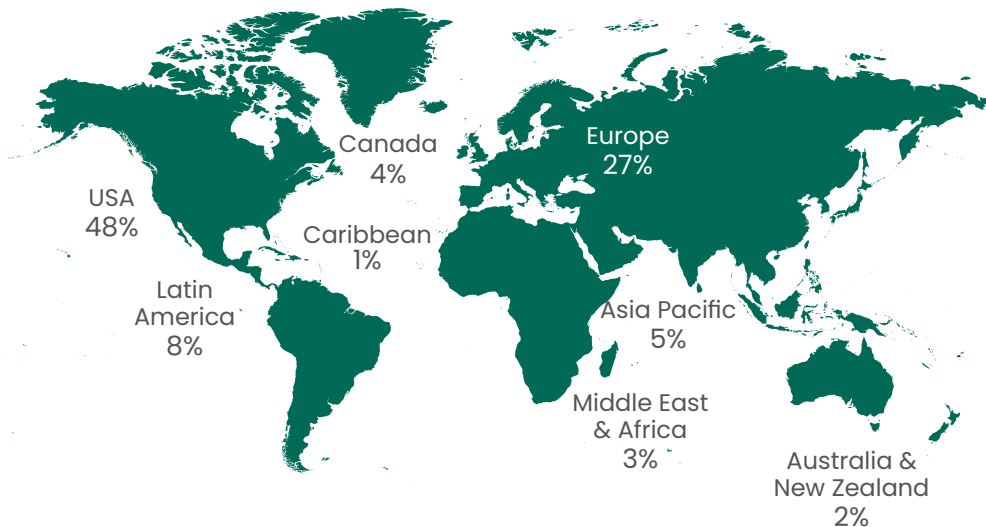 Canada
4%
Europe
27%
USA
48%
Caribbean
1%
Latin
America
8%
Asia Pacific
5%
Middle East
& Africa
3%
Australia &
New Zealand
2%